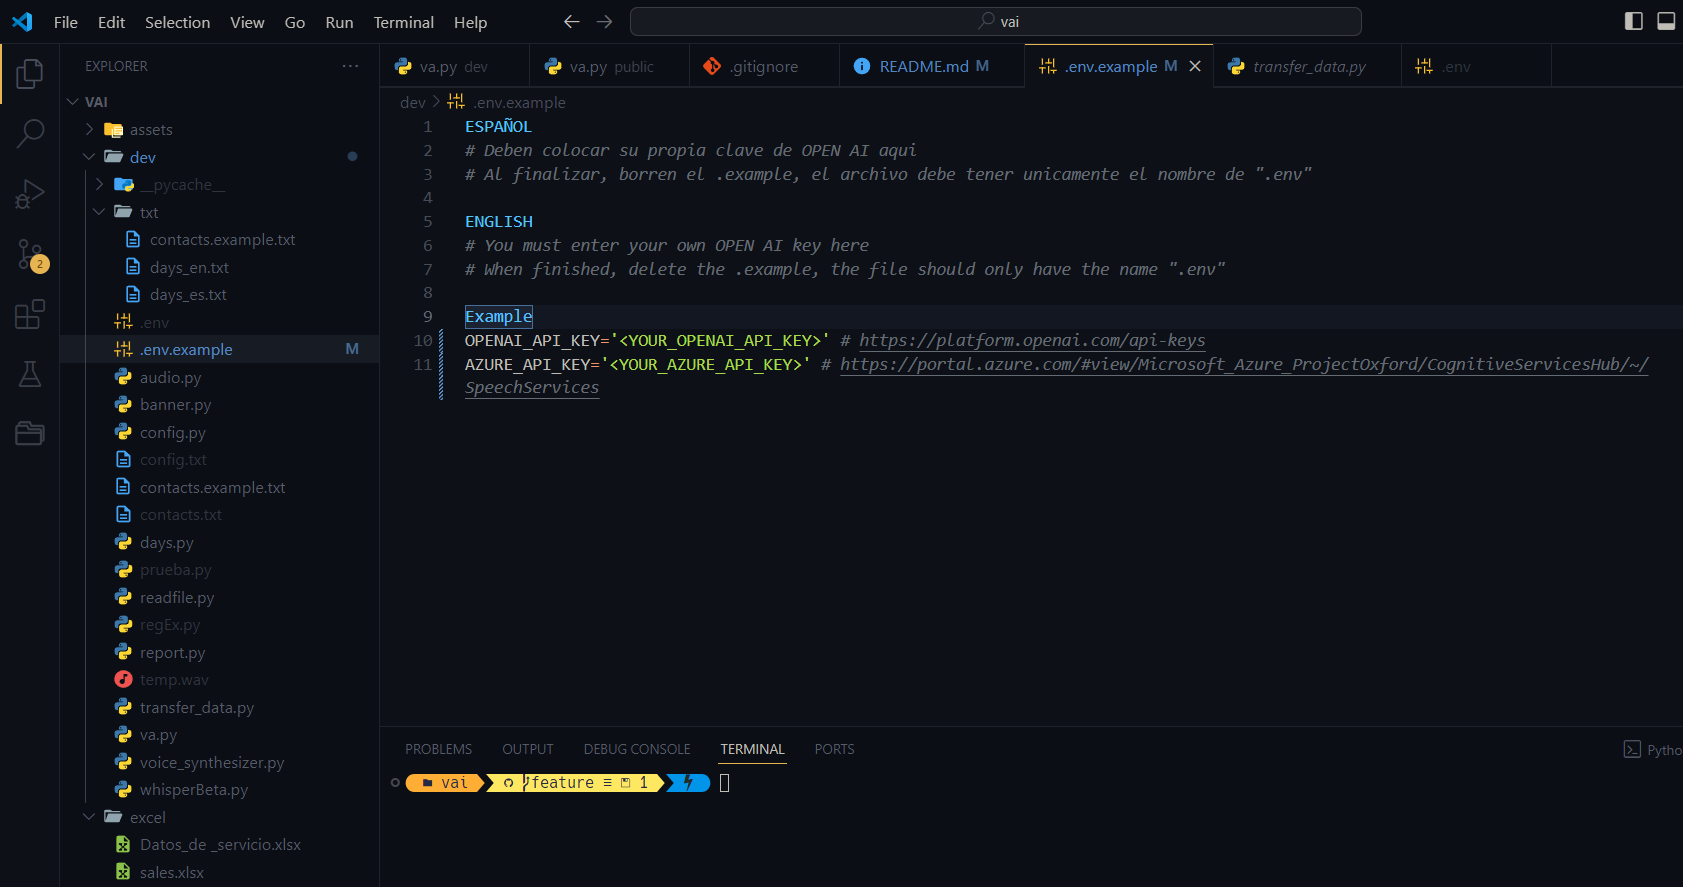 File Edit Selection View Go Run Terminal Help
vai
EXPLORER
va.py dev
va.py public
.gitignore
README.md M
.env.example M
transfer_data.py
.env
dev > .env.example
VAI
assets
dev
__pycache__
txt
contacts.example.txt
days_en.txt
days_es.txt
.env
.env.example M
audio.py
banner.py
config.py
config.txt
contacts.example.txt
contacts.txt
days.py
prueba.py
readfile.py
regEx.py
report.py
temp.wav
transfer_data.py
va.py
voice_synthesizer.py
whisperBeta.py
excel
Datos_de _servicio.xlsx
sales.xlsx
2
1 ESPAÑOL
2 # Deben colocar su propia clave de OPEN AI aqui
3 # Al finalizar, borren el .example, el archivo debe tener unicamente el nombre de ".env"
4
5 ENGLISH
6 # You must enter your own OPEN AI key here
7 # When finished, delete the .example, the file should only have the name ".env"
8
9 Example
10 OPENAI_API_KEY='<YOUR_OPENAI_API_KEY>' # https://platform.openai.com/api-keys
11 AZURE_API_KEY='<YOUR_AZURE_API_KEY>' # https://portal.azure.com/#view/Microsoft_Azure_ProjectOxford/CognitiveServicesHub/~/
SpeechServices
PROBLEMS OUTPUT DEBUG CONSOLE TERMINAL PORTS
Pytho
vai feature ≡ 1